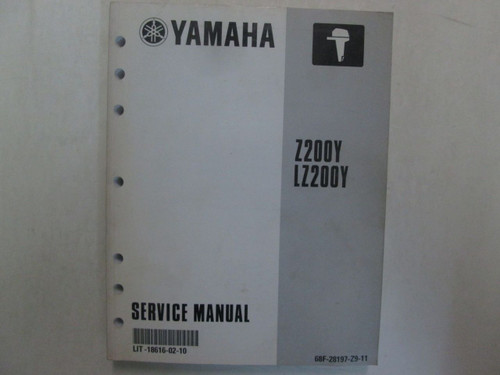 YAMAHA
Z200Y
LZ200Y
SERVICE MANUAL
LIT-18616-02-10
68F-28197-Z9-11